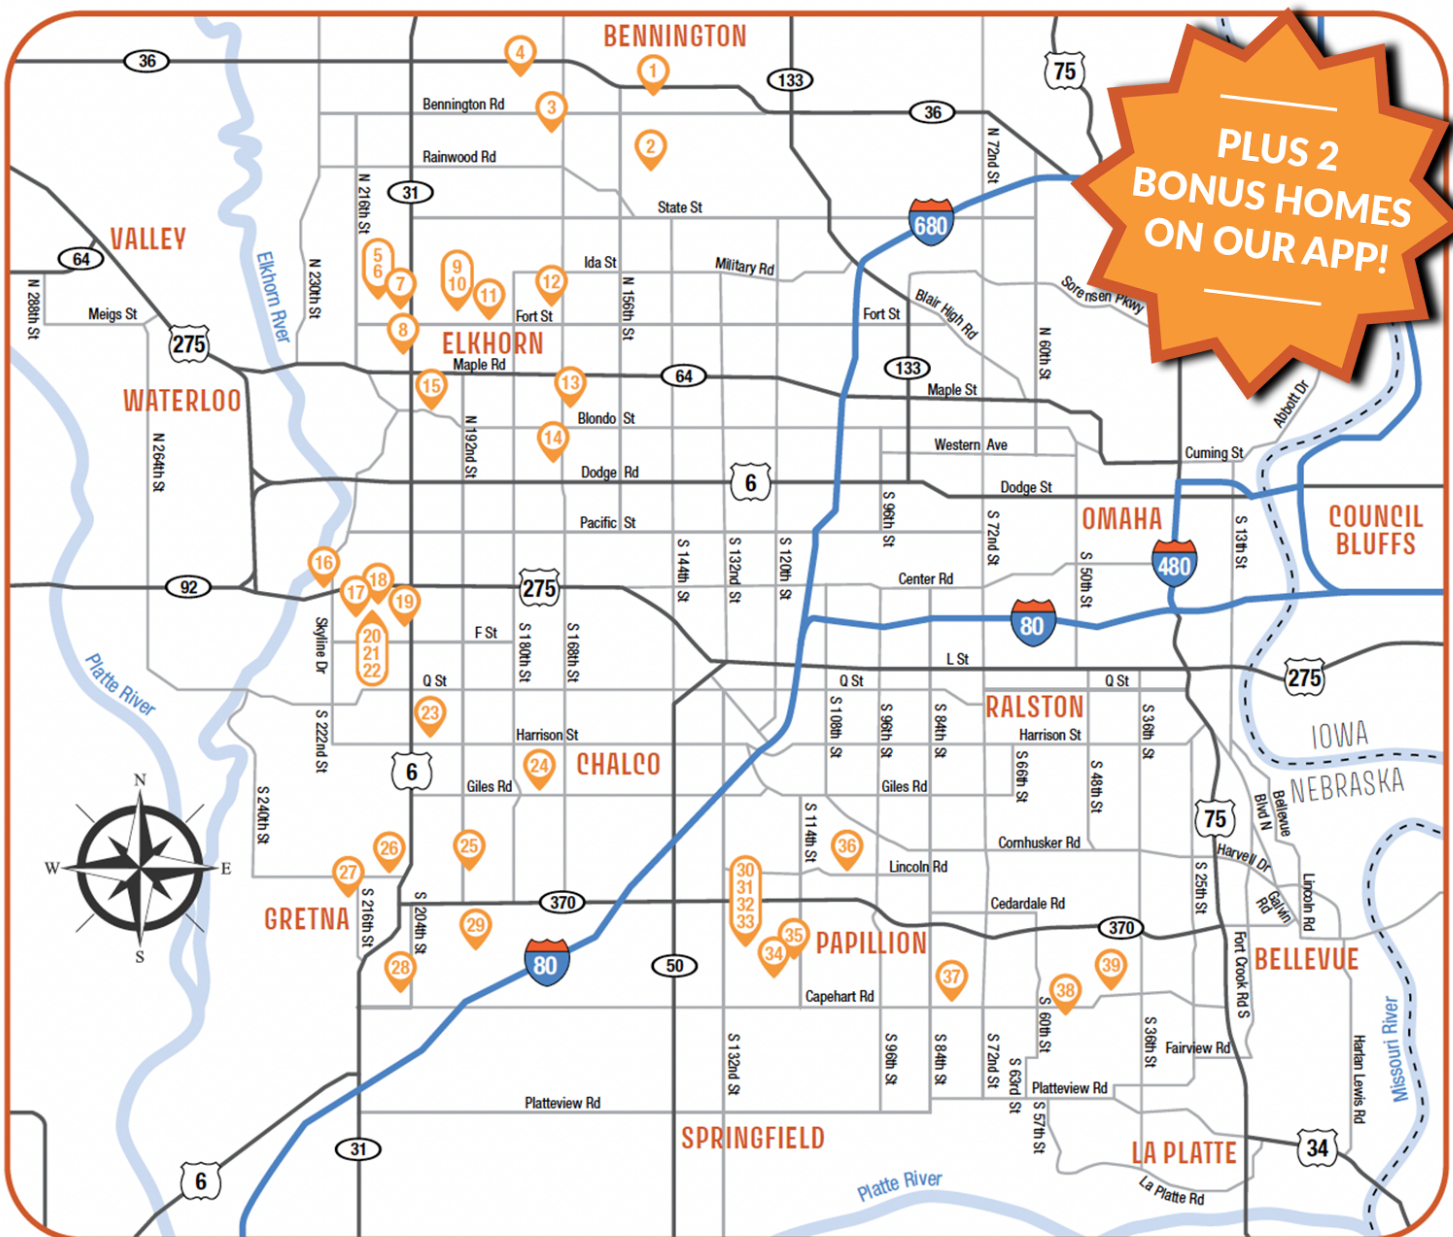 BENNINGTON
4
1
36
133
75
3
Bennington Rd
36
PLUS 2
BONUS HOMES
ON OUR APP!
2
N 72nd St
Rainwood Rd
N 216th St
31
State St
680
VALLEY
64
Elkhorn River
N 230th St
5
6
7
9
10
11
12
Ida St
Military Rd
N 156th St
N 288th St
Meigs St
Fort St
Fort St
Blair High Rd
Sorensen Pkwy
275
8
ELKHORN
N 60th St
Maple Rd
133
64
15
13
Maple St
WATERLOO
Abbott Dr
Blondo St
N 192nd St
14
N 264th St
Western Ave
Cuming St
Dodge Rd
6
Dodge St
Pacific St
S 96th St
S 72nd St
OMAHA
S 13th St
COUNCIL
BLUFFS
S 144th St
S 132nd St
S 120th St
S 50th St
480
16
17
18
19
92
275
Center Rd
80
Skyline Dr
20
21
22
F St
S 180th St
S 168th St
L St
275
Platte River
Q St
Q St
Q St
RALSTON
23
S 222nd St
S 108th St
S 96th St
S 84th St
S 36th St
Harrison St
Harrison St
IOWA
NEBRASKA
6
24
CHALCO
S 66th St
S 48th St
N
W
E
S
Giles Rd
Giles Rd
S 240th St
S 114th St
75
Bellevue
Blvd N
26
25
36
Cornhusker Rd
Harvell Dr
27
30
31
32
33
Lincoln Rd
S 25th St
Galvin
Rd
Lincoln Rd
GRETNA
S 216th St
S 204th St
370
Cedardale Rd
370
29
34
35
PAPILLION
Fort Crook Rd S
BELLEVUE
28
80
50
37
38
39
Capehart Rd
S 60th St
S 132nd St
S 96th St
S 84th St
S 72nd St
S 63rd St
S 36th St
Fairview Rd
Harlan Lewis Rd
Missouri River
Platteview Rd
Platteview Rd
S 57th St
31
SPRINGFIELD
LA PLATTE
34
6
Platte River
La Platte Rd